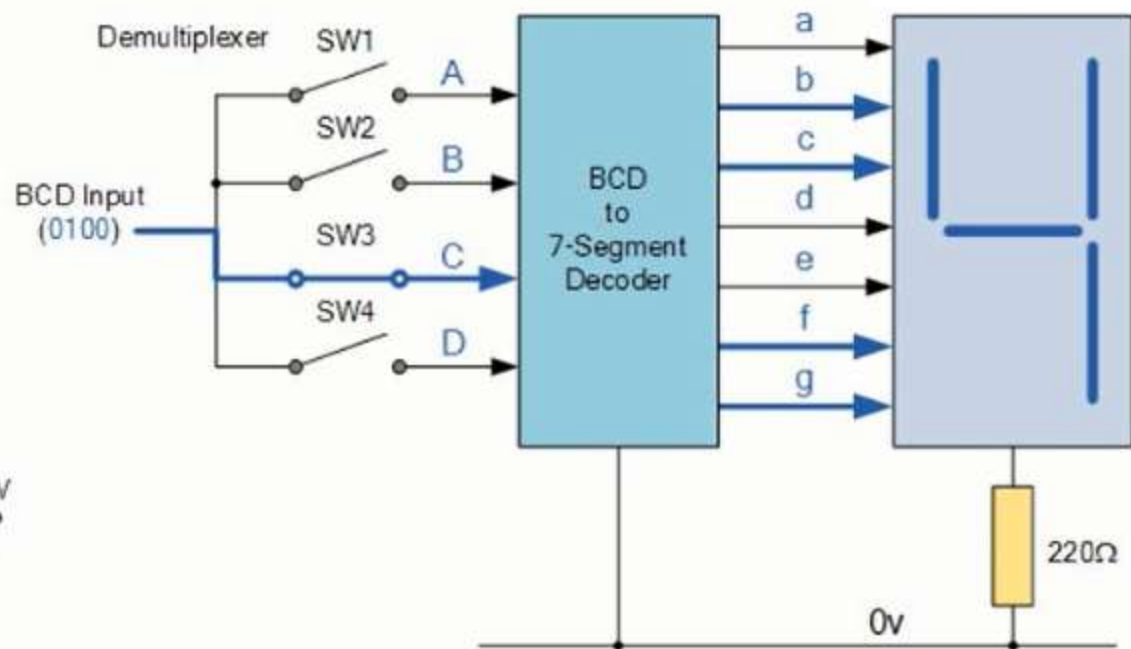 Demultiplexer
SW1
A
SW2
B
BCD Input
(0100)
SW3
C
SW4
D
BCD
to
7-Segment
Decoder
a
b
c
d
e
f
g
220Ω
0v